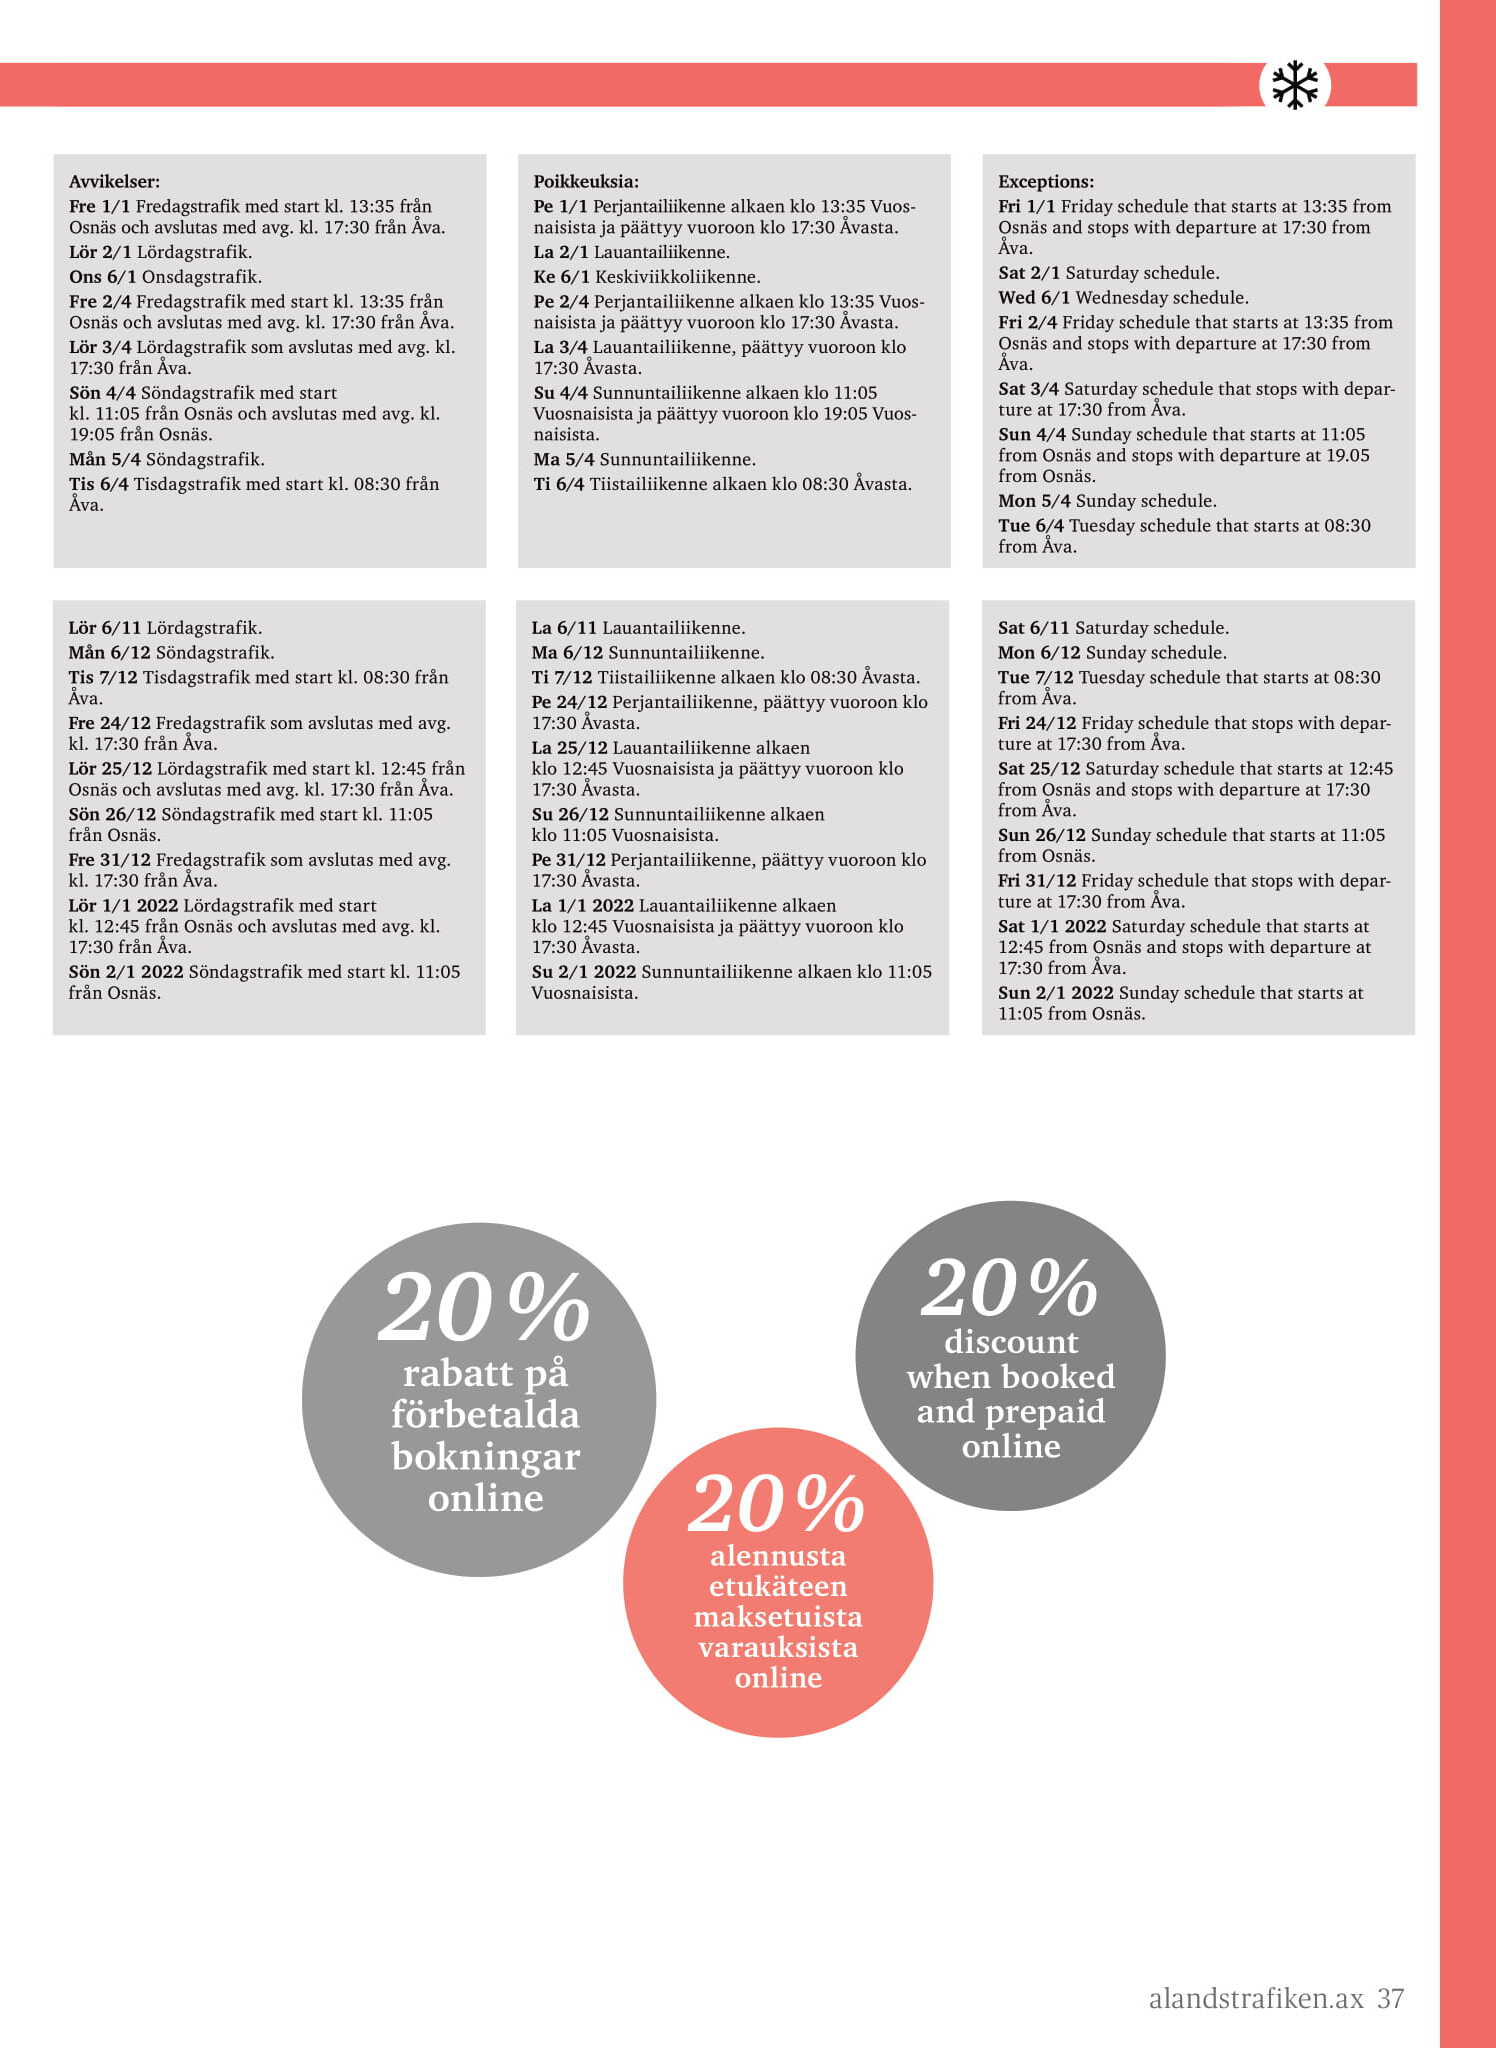 Avvikelser:
Fre 1/1 Fredagstrafik med start kl. 13:35 från
Osnäs och avslutas med avg. kl. 17:30 från Åva.
Lör 2/1 Lördagstrafik.
Ons 6/1 Onsdagstrafik.
Fre 2/4 Fredagstrafik med start kl. 13:35 från
Osnäs och avslutas med avg. kl. 17:30 från Åva.
Lör 3/4 Lördagstrafik som avslutas med avg. kl.
17:30 från Åva.
Sön 4/4 Söndagstrafik med start
kl. 11:05 från Osnäs och avslutas med avg. kl.
19:05 från Osnäs.
Mån 5/4 Söndagstrafik.
Tis 6/4 Tisdagstrafik med start kl. 08:30 från
Åva.
Poikkeuksia:
Pe 1/1 Perjantailiikenne alkaen klo 13:35 Vuos-
naisista ja päättyy vuoroon klo 17:30 Åvasta.
La 2/1 Lauantailiikenne.
Ke 6/1 Keskiviikkoliikenne.
Pe 2/4 Perjantailiikenne alkaen klo 13:35 Vuos-
naisista ja päättyy vuoroon klo 17:30 Åvasta.
La 3/4 Lauantailiikenne, päättyy vuoroon klo
17:30 Åvasta.
Su 4/4 Sunnuntailiikenne alkaen klo 11:05
Vuosnaisista ja päättyy vuoroon klo 19:05 Vuos-
naisista.
Ma 5/4 Sunnuntailiikenne.
Ti 6/4 Tiistailiikenne alkaen klo 08:30 Åvasta.
Exceptions:
Fri 1/1 Friday schedule that starts at 13:35 from
Osnäs and stops with departure at 17:30 from
Åva.
Sat 2/1 Saturday schedule.
Wed 6/1 Wednesday schedule.
Fri 2/4 Friday schedule that starts at 13:35 from
Osnäs and stops with departure at 17:30 from
Åva.
Sat 3/4 Saturday schedule that stops with depar-
ture at 17:30 from Åva.
Sun 4/4 Sunday schedule that starts at 11:05
from Osnäs and stops with departure at 19.05
from Osnäs.
Mon 5/4 Sunday schedule.
Tue 6/4 Tuesday schedule that starts at 08:30
from Åva.
Lör 6/11 Lördagstrafik.
Mån 6/12 Söndagstrafik.
Tis 7/12 Tisdagstrafik med start kl. 08:30 från
Åva.
Fre 24/12 Fredagstrafik som avslutas med avg.
kl. 17:30 från Åva.
Lör 25/12 Lördagstrafik med start kl. 12:45 från
Osnäs och avslutas med avg. kl. 17:30 från Åva.
Sön 26/12 Söndagstrafik med start kl. 11:05
från Osnäs.
Fre 31/12 Fredagstrafik som avslutas med avg.
kl. 17:30 från Åva.
Lör 1/1 2022 Lördagstrafik med start
kl. 12:45 från Osnäs och avslutas med avg. kl.
17:30 från Åva.
Sön 2/1 2022 Söndagstrafik med start kl. 11:05
från Osnäs.
La 6/11 Lauantailiikenne.
Ma 6/12 Sunnuntailiikenne.
Ti 7/12 Tiistailiikenne alkaen klo 08:30 Åvasta.
Pe 24/12 Perjantailiikenne, päättyy vuoroon klo
17:30 Åvasta.
La 25/12 Lauantailiikenne alkaen
klo 12:45 Vuosnaisista ja päättyy vuoroon klo
17:30 Åvasta.
Su 26/12 Sunnuntailiikenne alkaen
klo 11:05 Vuosnaisista.
Pe 31/12 Perjantailiikenne, päättyy vuoroon klo
17:30 Åvasta.
La 1/1 2022 Lauantailiikenne alkaen
klo 12:45 Vuosnaisista ja päättyy vuoroon klo
17:30 Åvasta.
Su 2/1 2022 Sunnuntailiikenne alkaen klo 11:05
Vuosnaisista.
Sat 6/11 Saturday schedule.
Mon 6/12 Sunday schedule.
Tue 7/12 Tuesday schedule that starts at 08:30
from Åva.
Fri 24/12 Friday schedule that stops with depar-
ture at 17:30 from Åva.
Sat 25/12 Saturday schedule that starts at 12:45
from Osnäs and stops with departure at 17:30
from Åva.
Sun 26/12 Sunday schedule that starts at 11:05
from Osnäs.
Fri 31/12 Friday schedule that stops with depar-
ture at 17:30 from Åva.
Sat 1/1 2022 Saturday schedule that starts at
12:45 from Osnäs and stops with departure at
17:30 from Åva.
Sun 2/1 2022 Sunday schedule that starts at
11:05 from Osnäs.
20%
rabatt på
förbetalda
bokningar
online
20%
discount
when booked
and prepaid
online
20%
alennusta
etukäteen
maksetuista
varauksista
online
alandstrafiken.ax 37